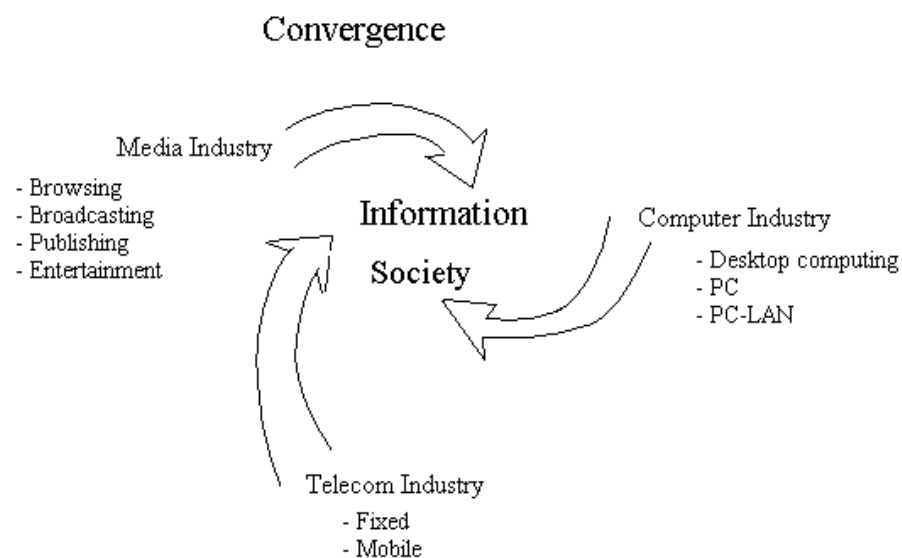 Convergence
Media Industry
- Browsing
- Broadcasting
- Publishing
- Entertainment
Information
Society
Computer Industry
- Desktop computing
- PC
- PC-LAN
Telecom Industry
- Fixed
- Mobile